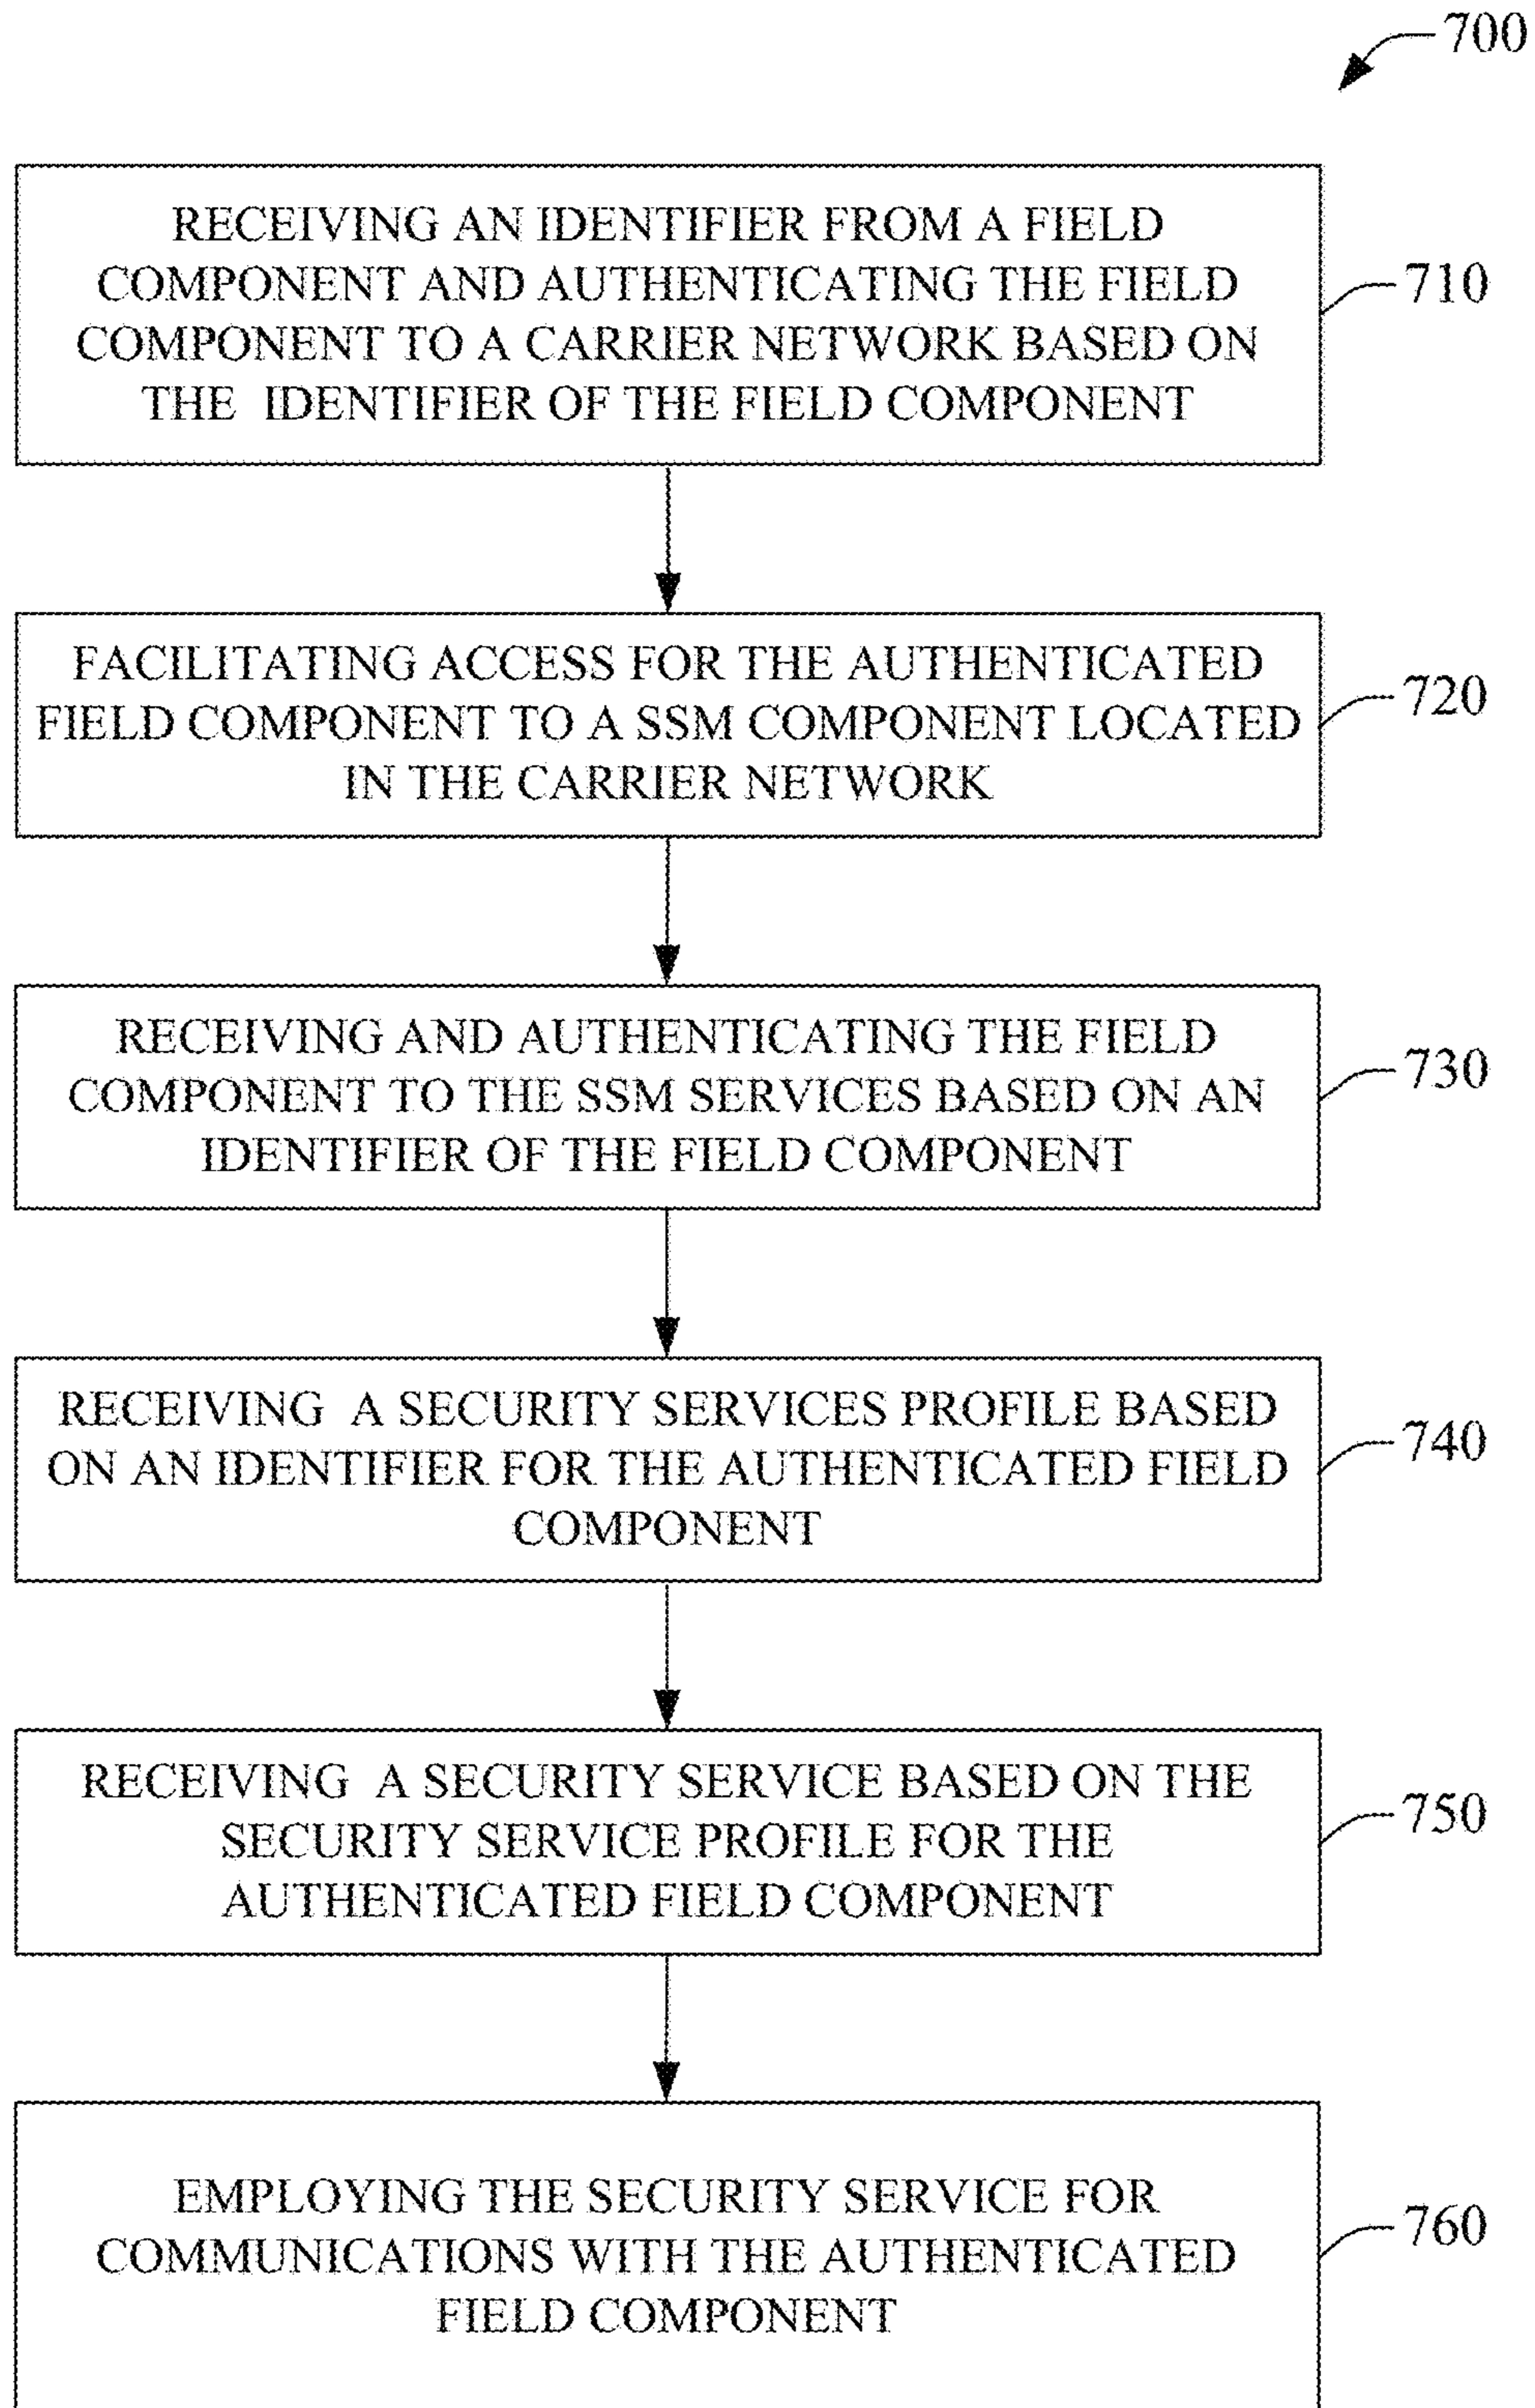 700
RECEIVING AN IDENTIFIER FROM A FIELD
COMPONENT AND AUTHENTICATING THE FIELD
COMPONENT TO A CARRIER NETWORK BASED ON
THE IDENTIFIER OF THE FIELD COMPONENT
710
FACILITATING ACCESS FOR THE AUTHENTICATED
FIELD COMPONENT TO A SSM COMPONENT LOCATED
IN THE CARRIER NETWORK
720
RECEIVING AND AUTHENTICATING THE FIELD
COMPONENT TO THE SSM SERVICES BASED ON AN
IDENTIFIER OF THE FIELD COMPONENT
730
RECEIVING A SECURITY SERVICES PROFILE BASED
ON AN IDENTIFIER FOR THE AUTHENTICATED FIELD
COMPONENT
740
RECEIVING A SECURITY SERVICE BASED ON THE
SECURITY SERVICE PROFILE FOR THE
AUTHENTICATED FIELD COMPONENT
750
EMPLOYING THE SECURITY SERVICE FOR
COMMUNICATIONS WITH THE AUTHENTICATED
FIELD COMPONENT
760